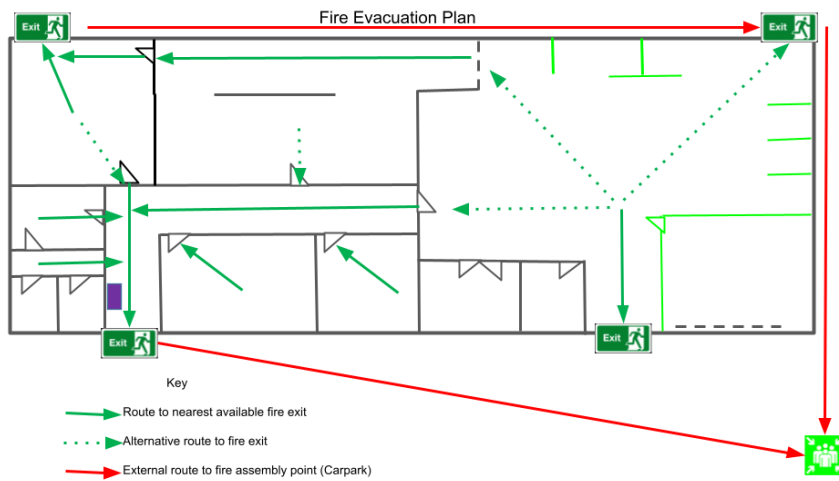 Fire Evacuation Plan
Exit
Exit
Exit
Exit
Key
Route to nearest available fire exit
Alternative route to fire exit
External route to fire assembly point (Carpark)